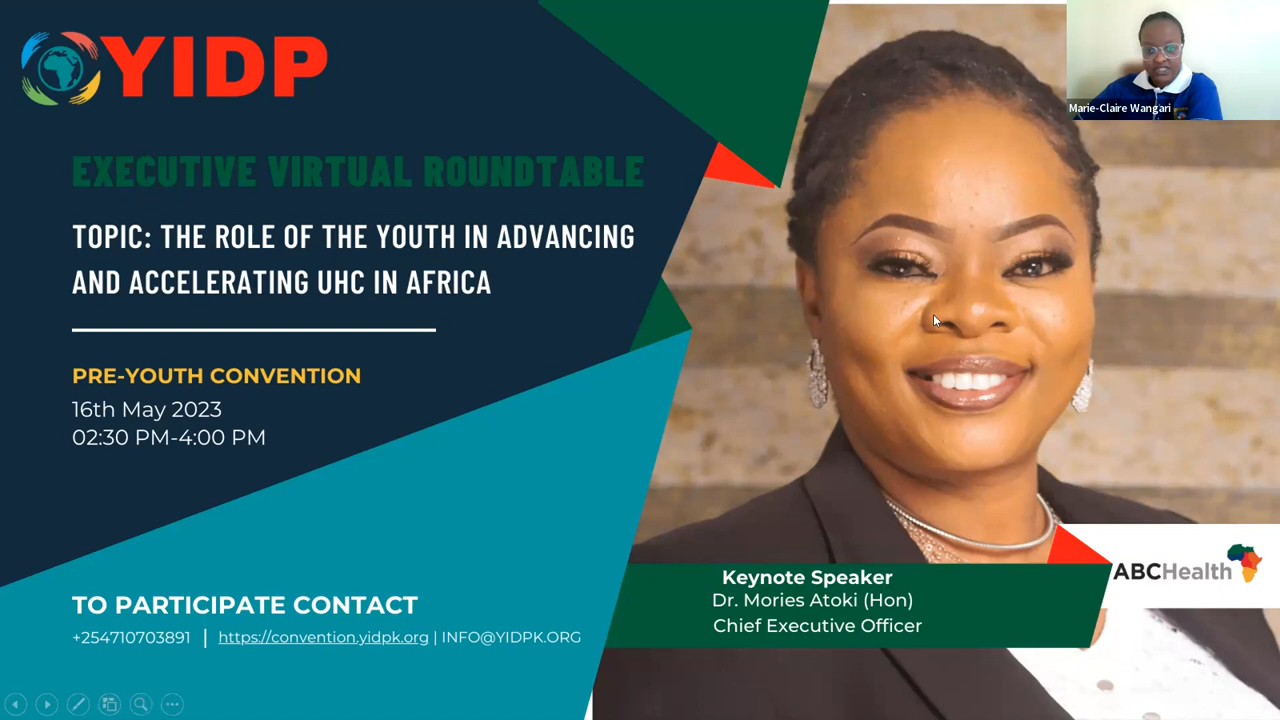 YIDP
Marie-Claire Wangari
EXECUTIVE VIRTUAL ROUNDTABLE
TOPIC: THE ROLE OF THE YOUTH IN ADVANCING
AND ACCELERATING UHC IN AFRICA
PRE-YOUTH CONVENTION
16th May 2023
02:30 PM-4:00 PM
TO PARTICIPATE CONTACT
+254710703891 | https://convention.yidpk.org | INFO@YIDPK.ORG
Keynote Speaker
Dr. Mories Atoki (Hon)
Chief Executive Officer
ABCHealth